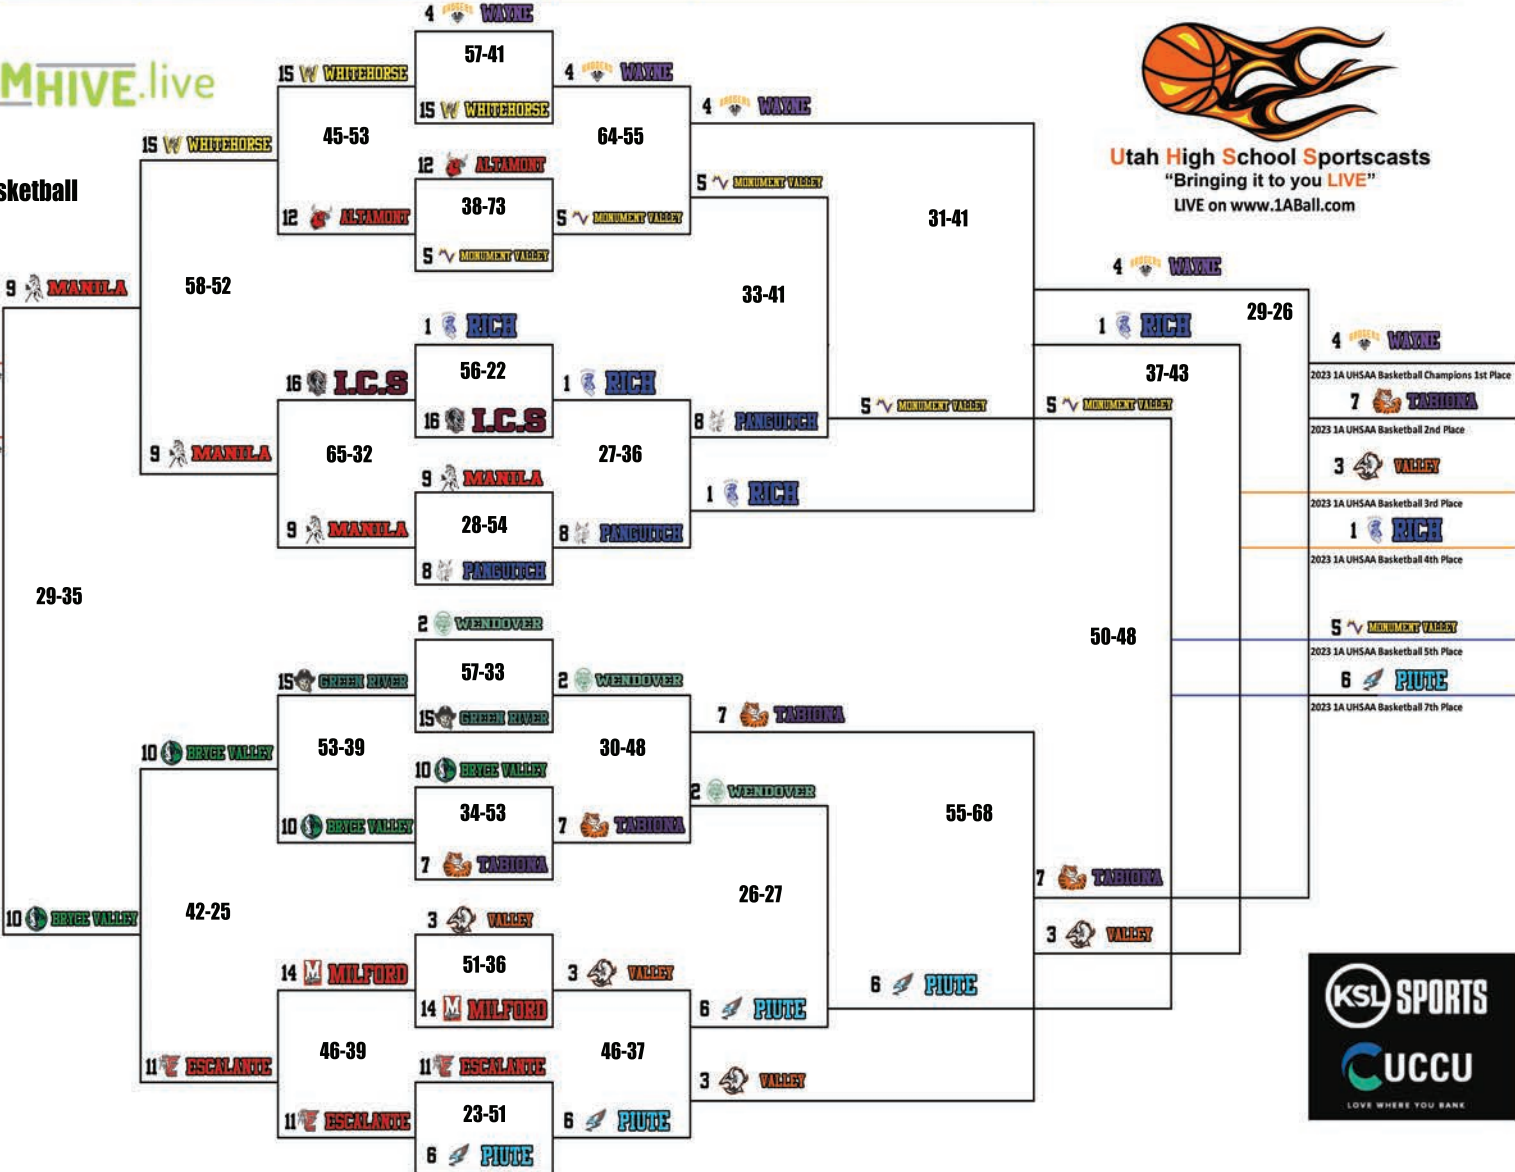 MHIVE.live
sketball
Utah High School Sportscasts
"Bringing it to you LIVE"
LIVE on www.1ABall.com
9 MANILA
29-35
10 BRYCE VALLEY
15 WHITEHORSE
58-52
9 MANILA
10 BRYCE VALLEY
42-25
11 ESCALANTE
15 WHITEHORSE
45-53
12 ALTAMONT
16 I.C.S
65-32
9 MANILA
15 GREEN RIVER
53-39
10 BRYCE VALLEY
14 MILFORD
46-39
11 ESCALANTE
4 BADGERS WAYNE
57-41
15 WHITEHORSE
12 ALTAMONT
38-73
5 MONUMENT VALLEY
1 RICH
56-22
16 I.C.S
9 MANILA
28-54
8 PANGUITCH
2 WENDOVER
57-33
15 GREEN RIVER
10 BRYCE VALLEY
34-53
7 TABIONA
3 VALLEY
51-36
14 M MILFORD
11 ESCALANTE
23-51
6 PIUTE
4 BADGERS WAYNE
64-55
5 MONUMENT VALLEY
1 RICH
27-36
8 PANGUITCH
2 WENDOVER
30-48
7 TABIONA
3 VALLEY
46-37
6 PIUTE
4 BADGERS WAYNE
5 MONUMENT VALLEY
33-41
8 PANGUITCH
1 RICH
7 TABIONA
2 WENDOVER
26-27
6 PIUTE
3 VALLEY
31-41
5 MONUMENT VALLEY
55-68
6 PIUTE
4 BADGERS WAYNE
29-26
1 RICH
37-43
5 MONUMENT VALLEY
50-48
7 TABIONA
3 VALLEY
4 BADGERS WAYNE
2023 1A UHSAA Basketball Champions 1st Place
7 TABIONA
2023 1A UHSAA Basketball 2nd Place
3 VALLEY
2023 1A UHSAA Basketball 3rd Place
1 RICH
2023 1A UHSAA Basketball 4th Place
5 MONUMENT VALLEY
2023 1A UHSAA Basketball 5th Place
6 PIUTE
2023 1A UHSAA Basketball 7th Place
KSL SPORTS
UCCU
LOVE WHERE YOU BANK